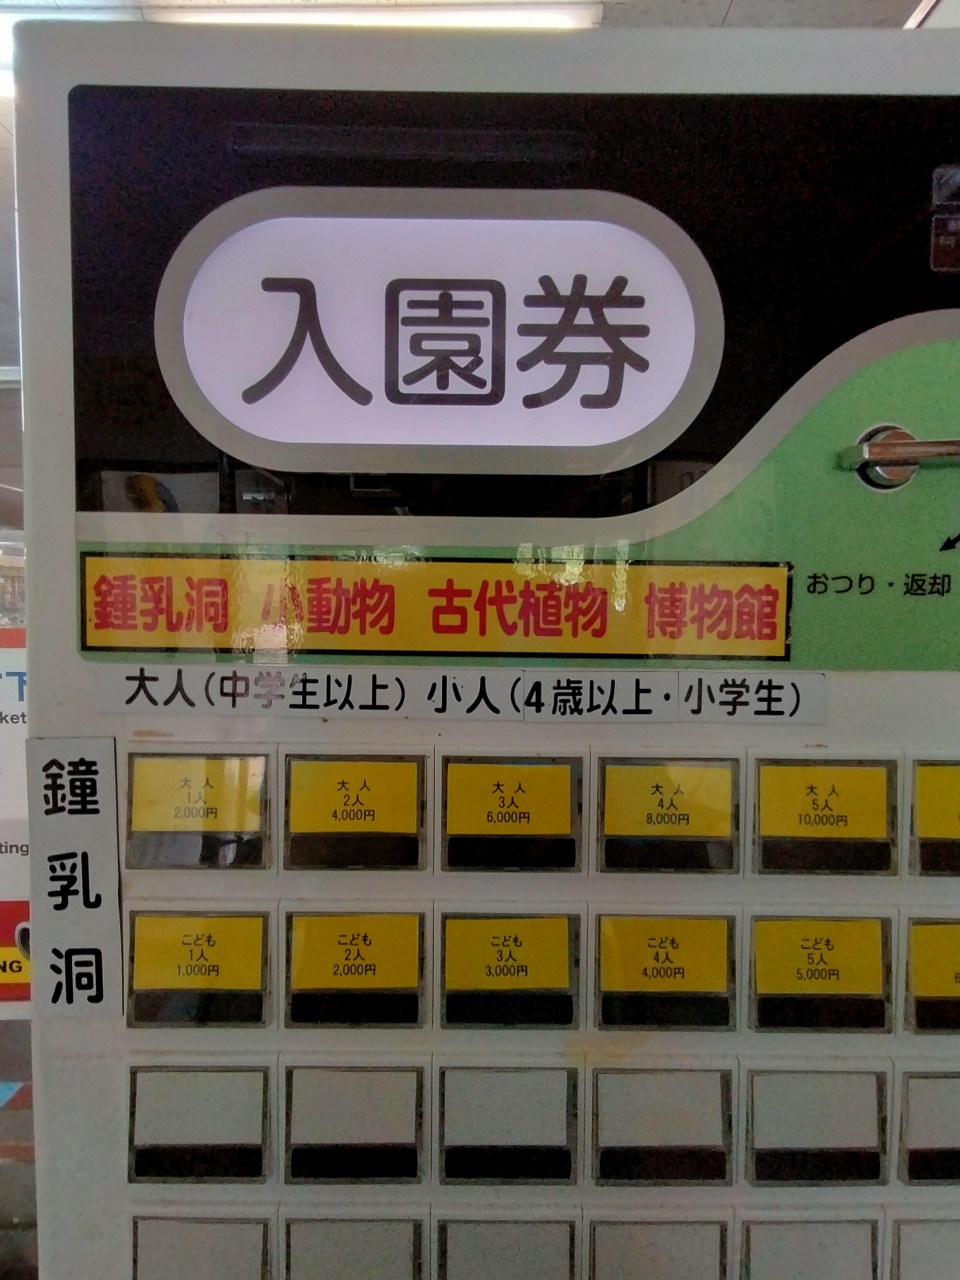 入園券
鍾乳洞 小動物 古代植物 博物館
おつり・返却
大人(中学生以上) 小人(4歳以上・小学生)
鐘乳洞
大人
1人
2,000円
大人
2人
4,000円
大人
3人
6,000円
大人
4人
8,000円
大人
5人
10,000円
こども
1人
1,000円
こども
2人
2,000円
こども
3人
3,000円
こども
4人
4,000円
こども
5人
5,000円
ket
ting
NG